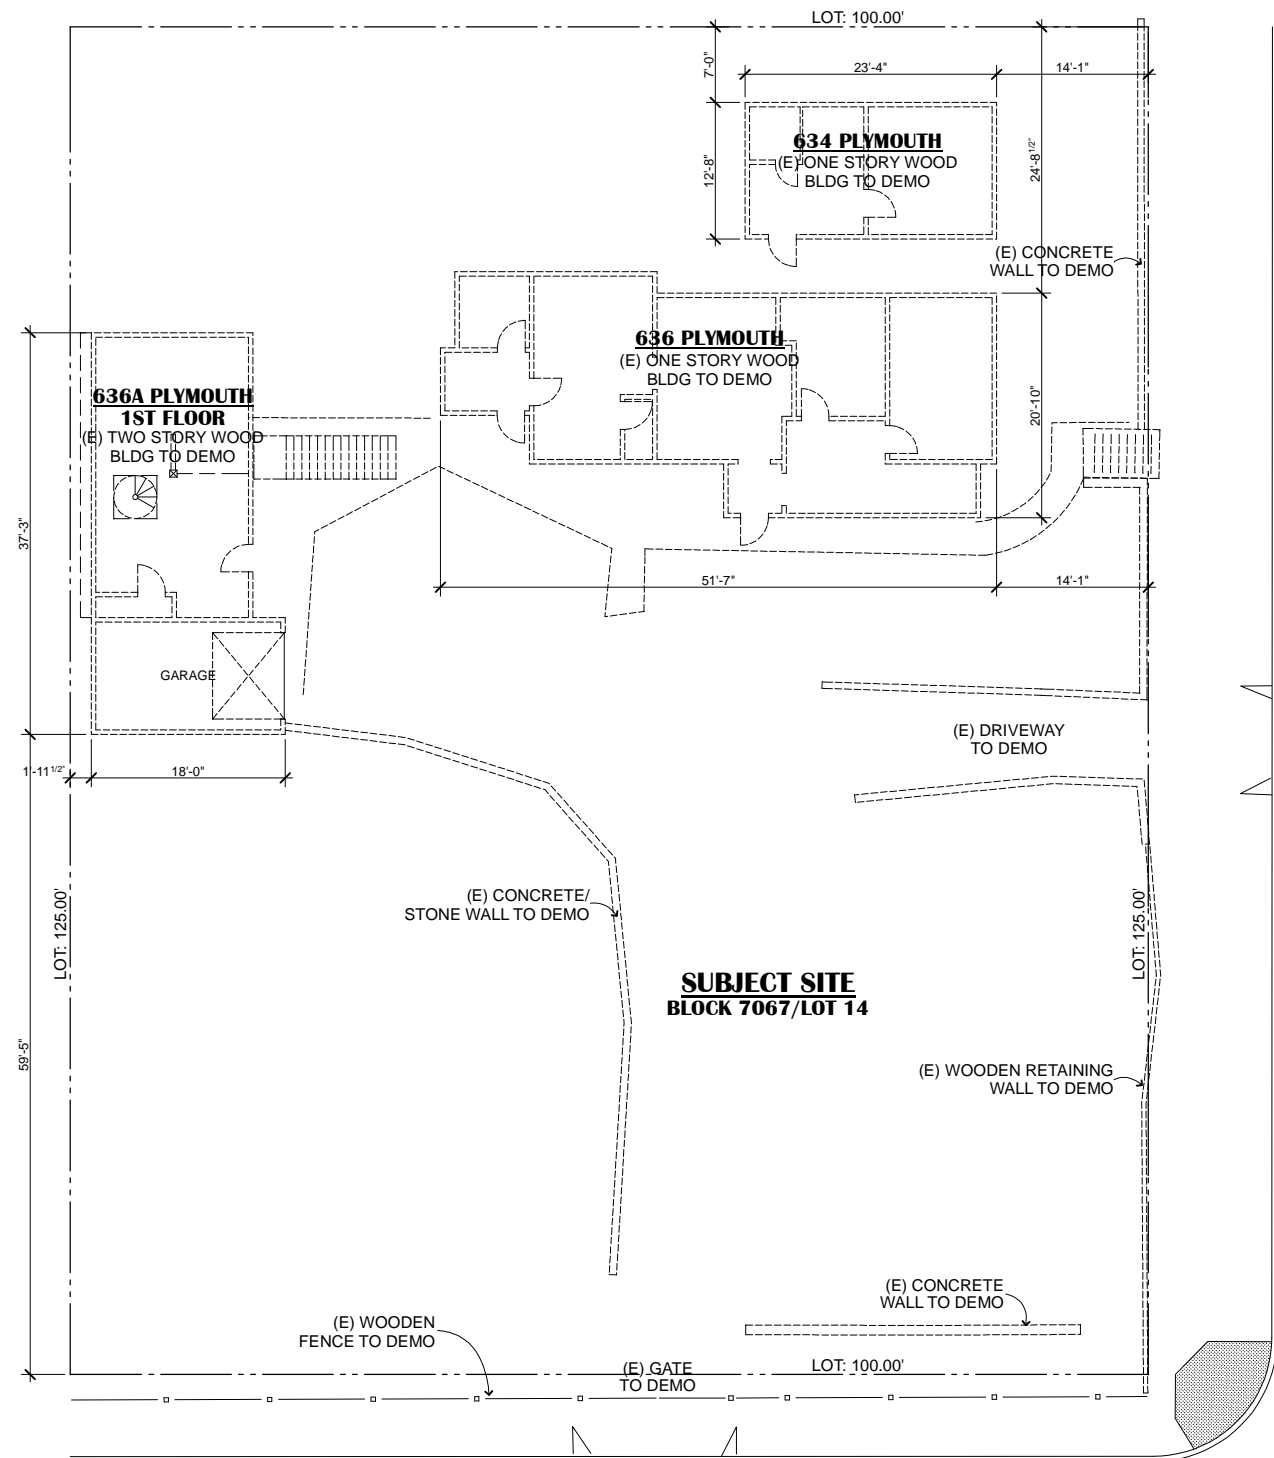 LOT: 100.00'
7'-0"
23'-4"
14'-1"
634 PLYMOUTH
(E) ONE STORY WOOD
BLDG TO DEMO
12'-8"
24'-8 1/2"
(E) CONCRETE
WALL TO DEMO
636 PLYMOUTH
(E) ONE STORY WOOD
BLDG TO DEMO
636A PLYMOUTH
1ST FLOOR
(E) TWO STORY WOOD
BLDG TO DEMO
20'-10"
37'-3"
51'-7"
14'-1"
GARAGE
(E) DRIVEWAY
TO DEMO
1'-11 1/2"
18'-0"
(E) CONCRETE/
STONE WALL TO DEMO
LOT: 125.00'
LOT: 125.00'
SUBJECT SITE
BLOCK 7067/LOT 14
59'-5"
(E) WOODEN RETAINING
WALL TO DEMO
(E) CONCRETE
WALL TO DEMO
(E) WOODEN
FENCE TO DEMO
(E) GATE
TO DEMO
LOT: 100.00'